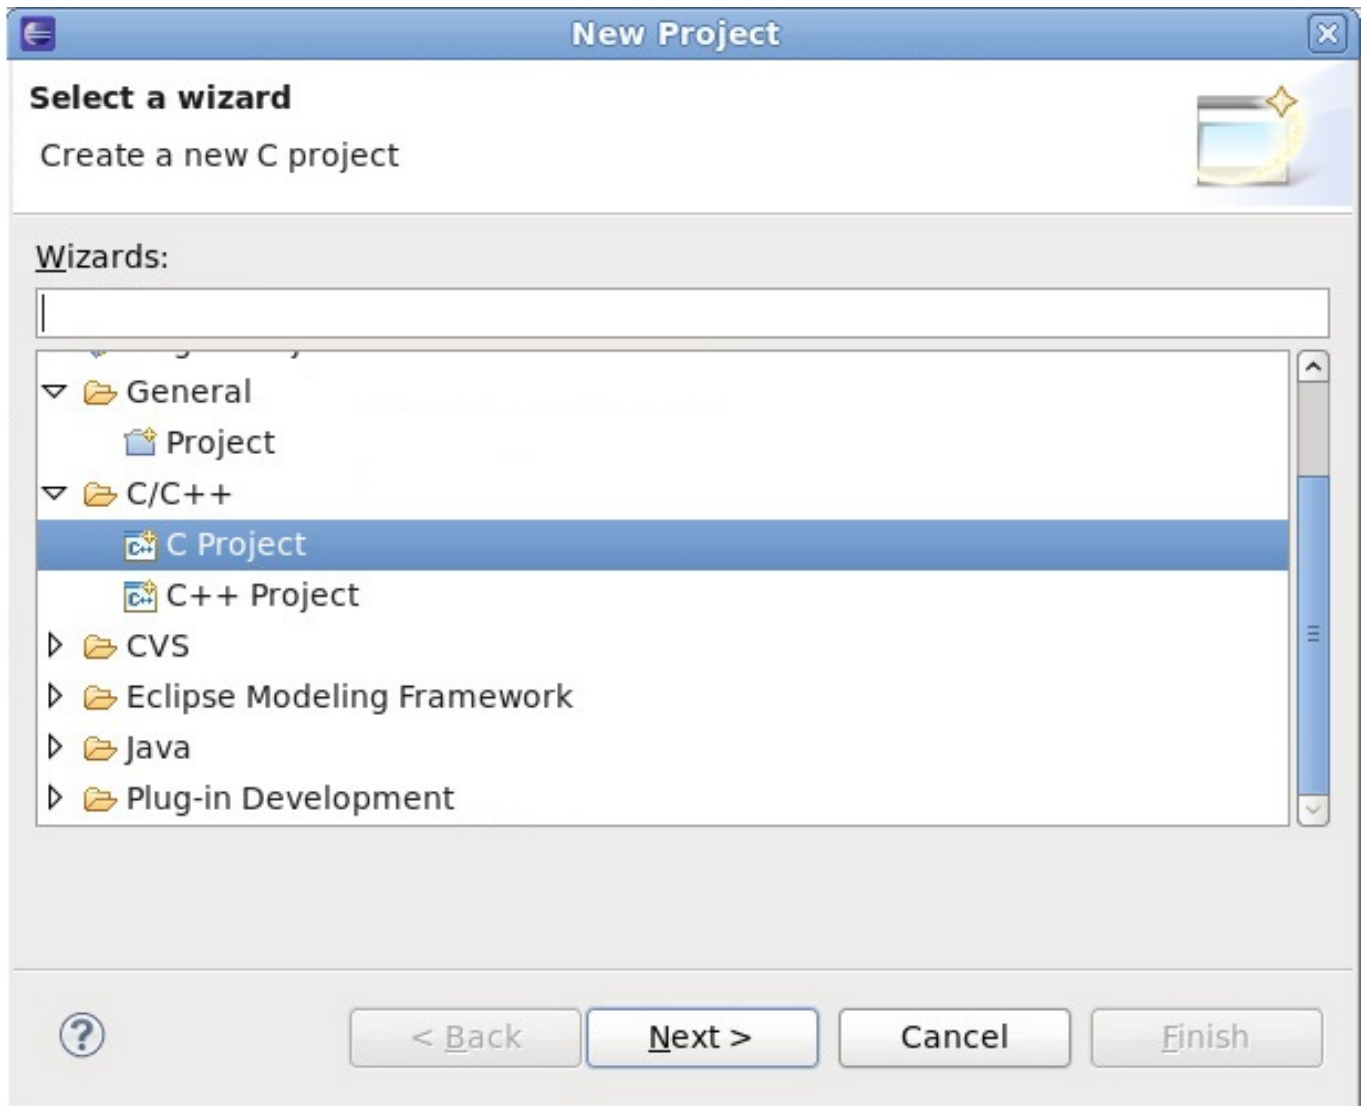 New Project
Select a wizard
Create a new C project
Wizards:
General
Project
C/C++
C Project
C++ Project
CVS
Eclipse Modeling Framework
Java
Plug-in Development
< Back Next > Cancel Finish